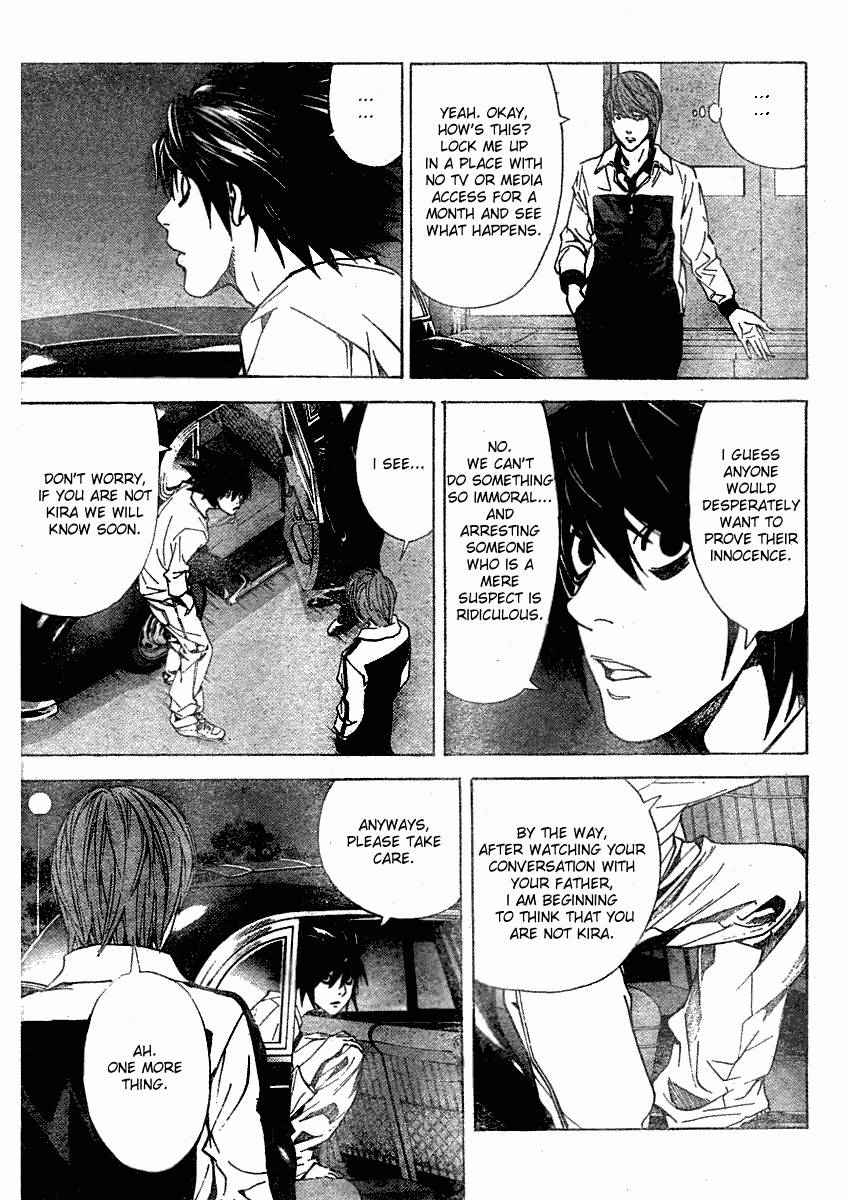 ...
...
YEAH. OKAY,
HOW'S THIS?
LOCK ME UP
IN A PLACE WITH
NO TV OR MEDIA
ACCESS FOR A
MONTH AND SEE
WHAT HAPPENS.
...
...
I GUESS
ANYONE
WOULD
DESPERATELY
WANT TO
PROVE THEIR
INNOCENCE.
NO.
WE CAN'T
DO SOMETHING
SO IMMORAL...
AND
ARRESTING
SOMEONE
WHO IS A
MERE
SUSPECT IS
RIDICULOUS.
I SEE...
DON'T WORRY,
IF YOU ARE NOT
KIRA WE WILL
KNOW SOON.
BY THE WAY,
AFTER WATCHING YOUR
CONVERSATION WITH
YOUR FATHER,
I AM BEGINNING
TO THINK THAT YOU
ARE NOT KIRA.
ANYWAYS,
PLEASE TAKE
CARE.
AH.
ONE MORE
THING.